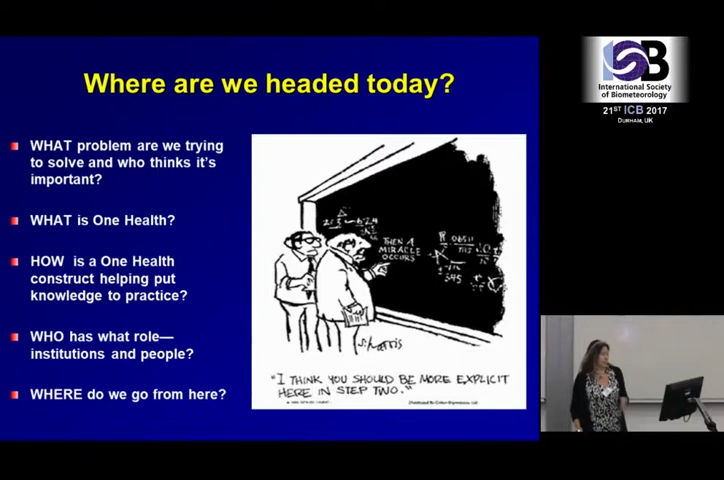 Where are we headed today?
WHAT problem are we trying
to solve and who thinks it's
important?
WHAT is One Health?
HOW is a One Health
construct helping put
knowledge to practice?
WHO has what role—
institutions and people?
WHERE do we go from here?
THEN A
MIRACLE
OCCURS
S. Harris
"I THINK YOU SHOULD BE MORE EXPLICIT
HERE IN STEP TWO."
ISB
International Society
of Biometeorology
21ST ICB 2017
DURHAM, UK